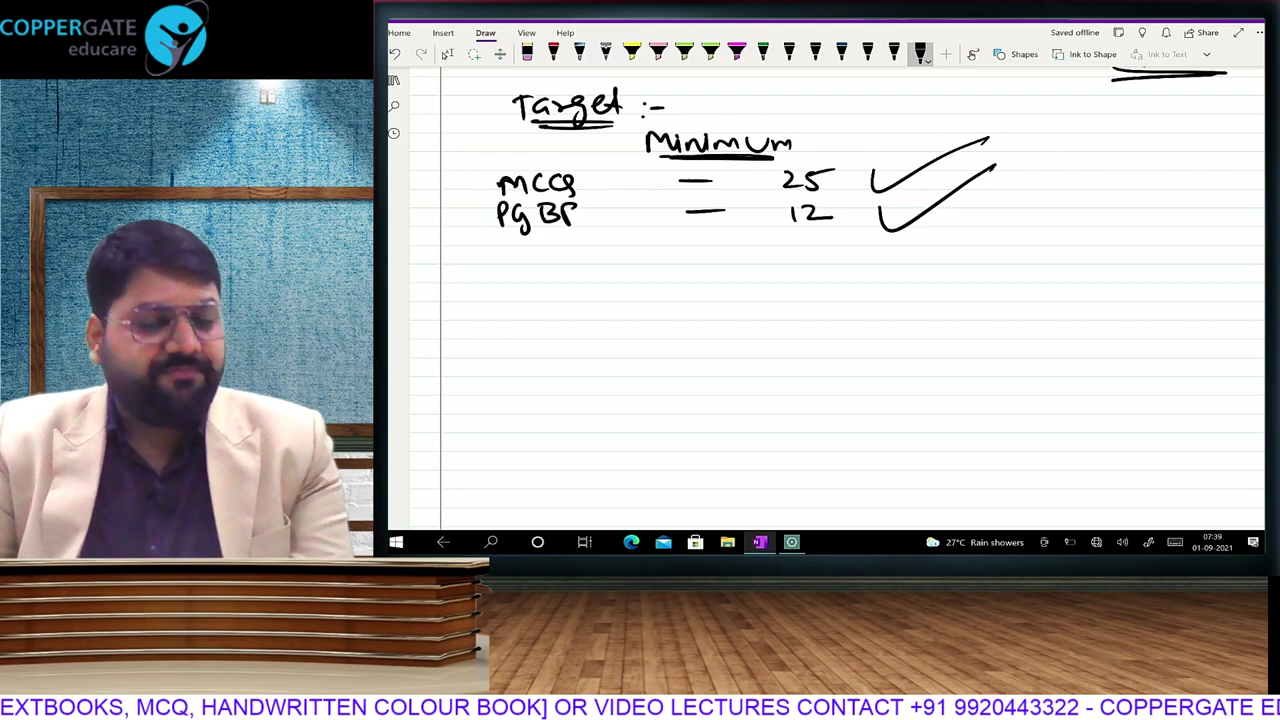 COPPERGATE
educare
Home Insert Draw View Help
Saved offline
Share
Shapes
Ink to Shape
Ink to Text
Target :-
Minimum
MCQ — 25
PGBP — 12
27°C Rain showers
07:39
01-09-2021
EXTBOOKS, MCQ, HANDWRITTEN COLOUR BOOK] OR VIDEO LECTURES CONTACT +91 9920443322 - COPPERGATE E